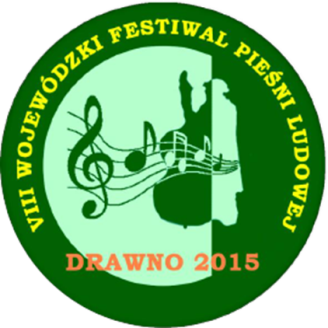 VIII WOJEWÓDZKI FESTIWAL PIEŚNI LUDOWEJ
DRAWNO 2015